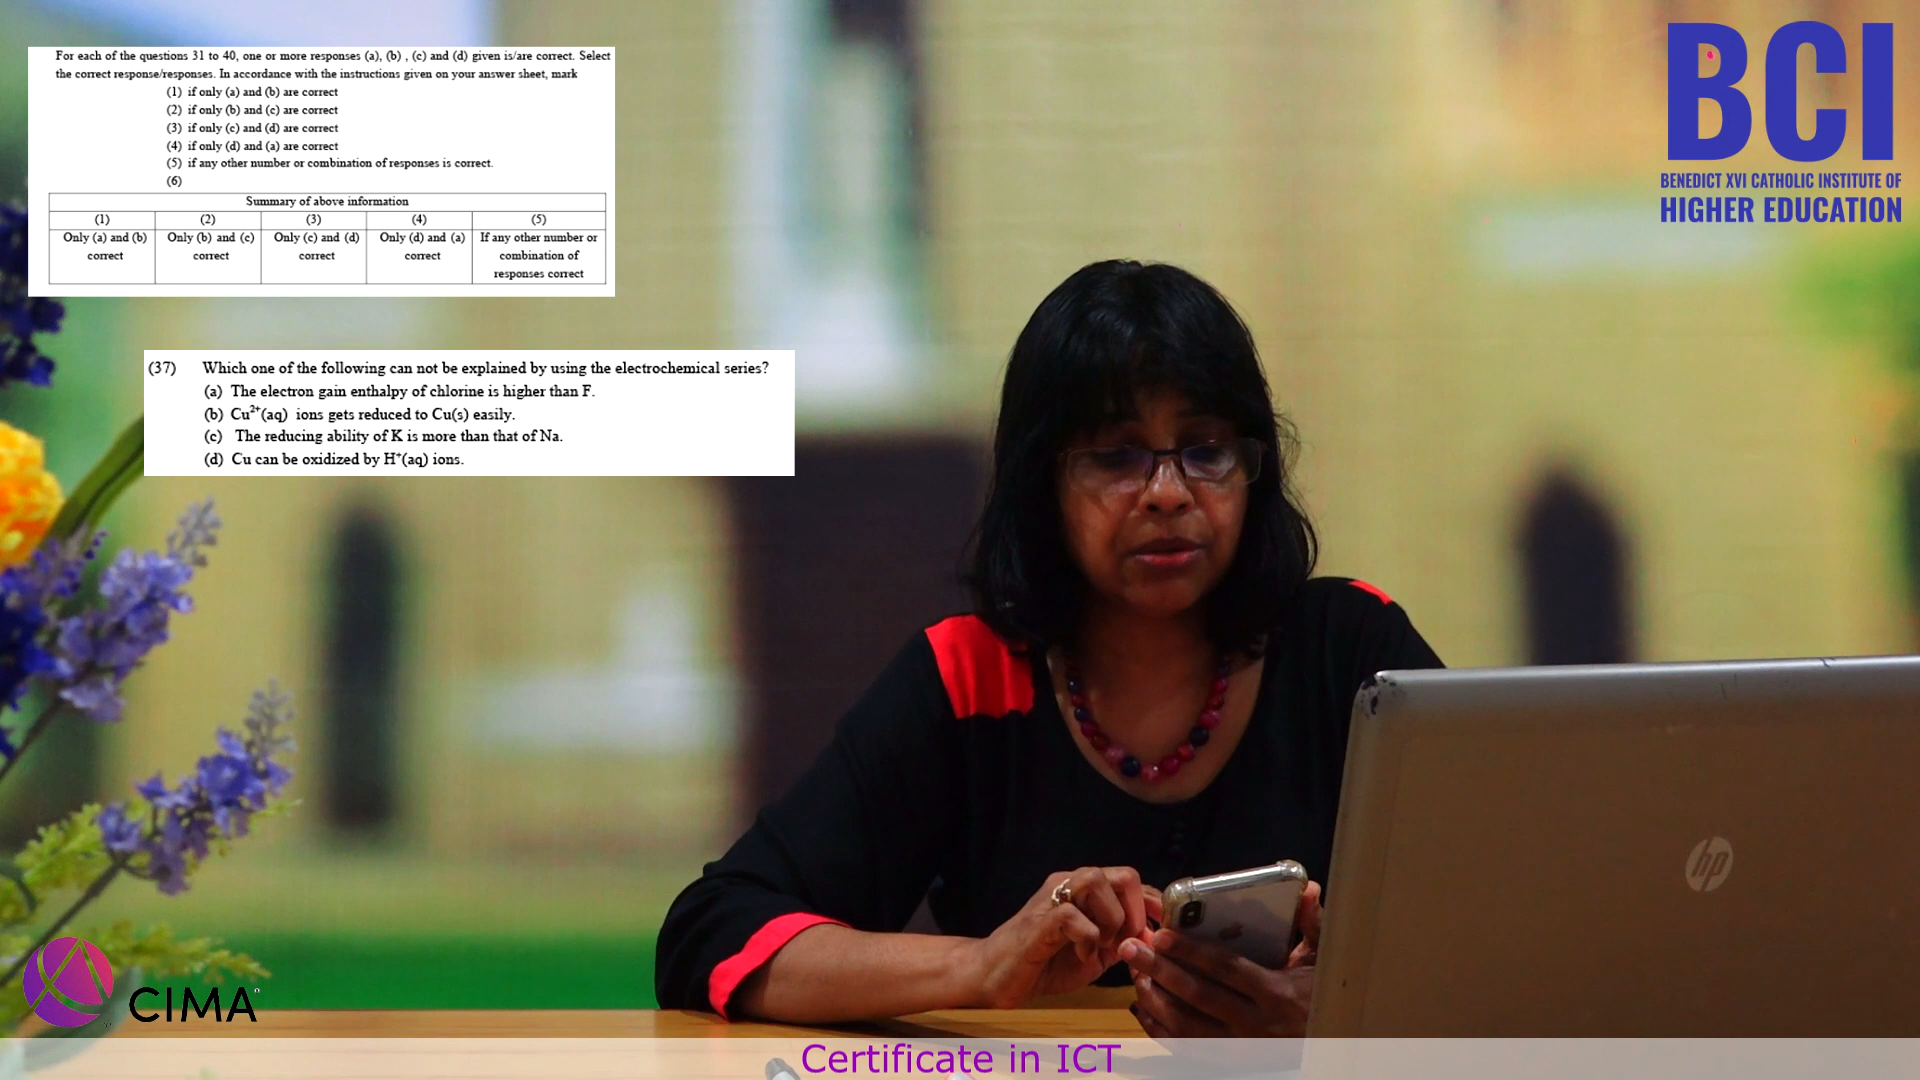 For each of the questions 31 to 40, one or more responses (a), (b) , (c) and (d) given is/are correct. Select
the correct response/responses. In accordance with the instructions given on your answer sheet, mark
(1) if only (a) and (b) are correct
(2) if only (b) and (c) are correct
(3) if only (c) and (d) are correct
(4) if only (d) and (a) are correct
(5) if any other number or combination of responses is correct.
(6)
Summary of above information
(1) (2) (3) (4) (5)
Only (a) and (b) Only (b) and (c) Only (c) and (d) Only (d) and (a) If any other number or
correct correct correct correct combination of
responses correct
(37) Which one of the following can not be explained by using the electrochemical series?
(a) The electron gain enthalpy of chlorine is higher than F.
(b) Cu²⁺(aq) ions gets reduced to Cu(s) easily.
(c) The reducing ability of K is more than that of Na.
(d) Cu can be oxidized by H⁺(aq) ions.
BCI
BENEDICT XVI CATHOLIC INSTITUTE OF
HIGHER EDUCATION
hp
CIMA
Certificate in ICT